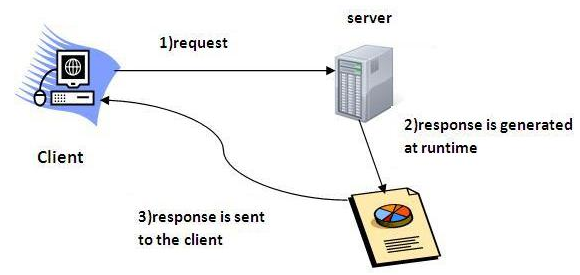 server
1)request
Client
2)response is generated
at runtime
3)response is sent
to the client